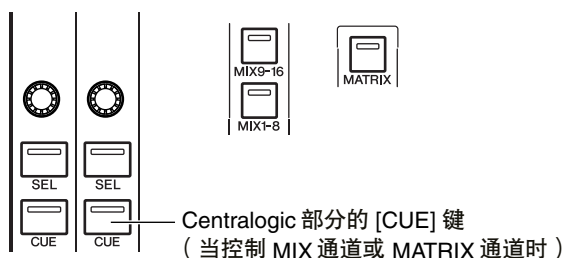 MIX9-16
MATRIX
MIX1-8
SEL SEL
CUE CUE
Centralogic 部分的 [CUE] 键
（当控制 MIX 通道或 MATRIX 通道时）